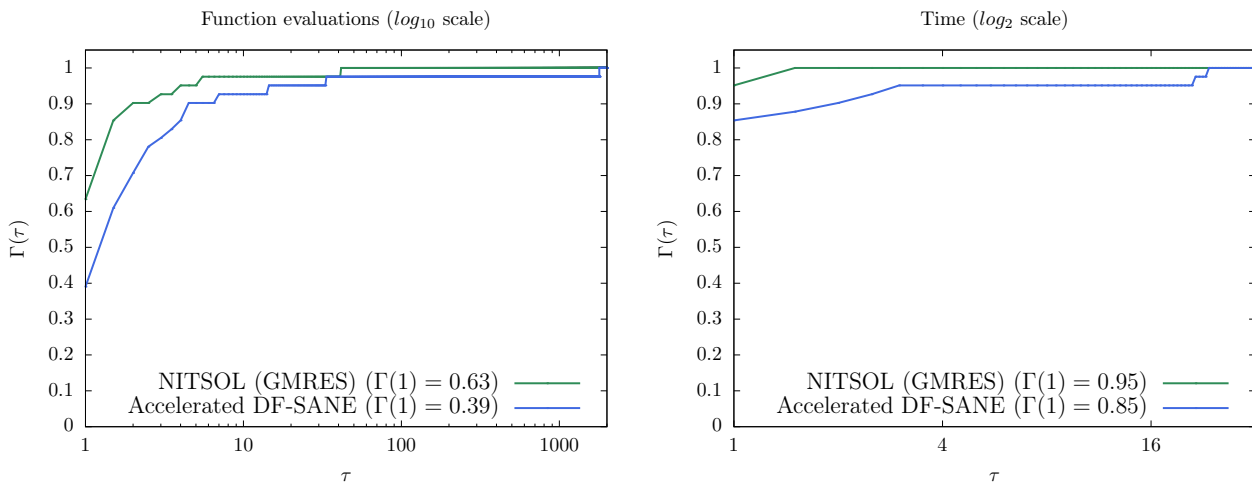 Function evaluations (log10 scale)
Γ(τ)
1
0.9
0.8
0.7
0.6
0.5
0.4
0.3
0.2
0.1
0
NITSOL (GMRES) (Γ(1) = 0.63)
Accelerated DF-SANE (Γ(1) = 0.39)
1 10 100 1000
τ
Time (log2 scale)
Γ(τ)
1
0.9
0.8
0.7
0.6
0.5
0.4
0.3
0.2
0.1
0
NITSOL (GMRES) (Γ(1) = 0.95)
Accelerated DF-SANE (Γ(1) = 0.85)
1 4 16
τ